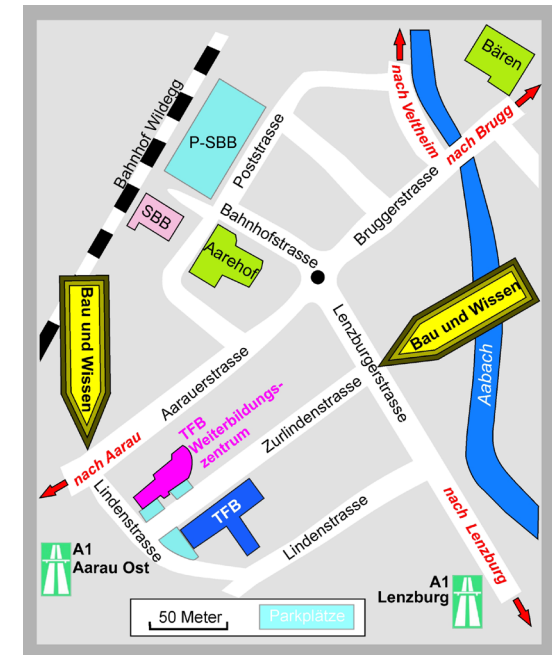 Bären
nach Veltheim
nach Brugg
Bahnhof Wildegg
P-SBB
Poststrasse
SBB
Bahnhofstrasse
Bruggerstrasse
Aarehof
Bau und Wissen
Bau und Wissen
Aabach
Lenzburgerstrasse
Aarauerstrasse
TFB
Weiterbildungs-
zentrum
Zurlindenstrasse
nach Aarau
Lindenstrasse
TFB
Lindenstrasse
nach Lenzburg
A1
Aarau Ost
A1
Lenzburg
50 Meter
Parkplätze